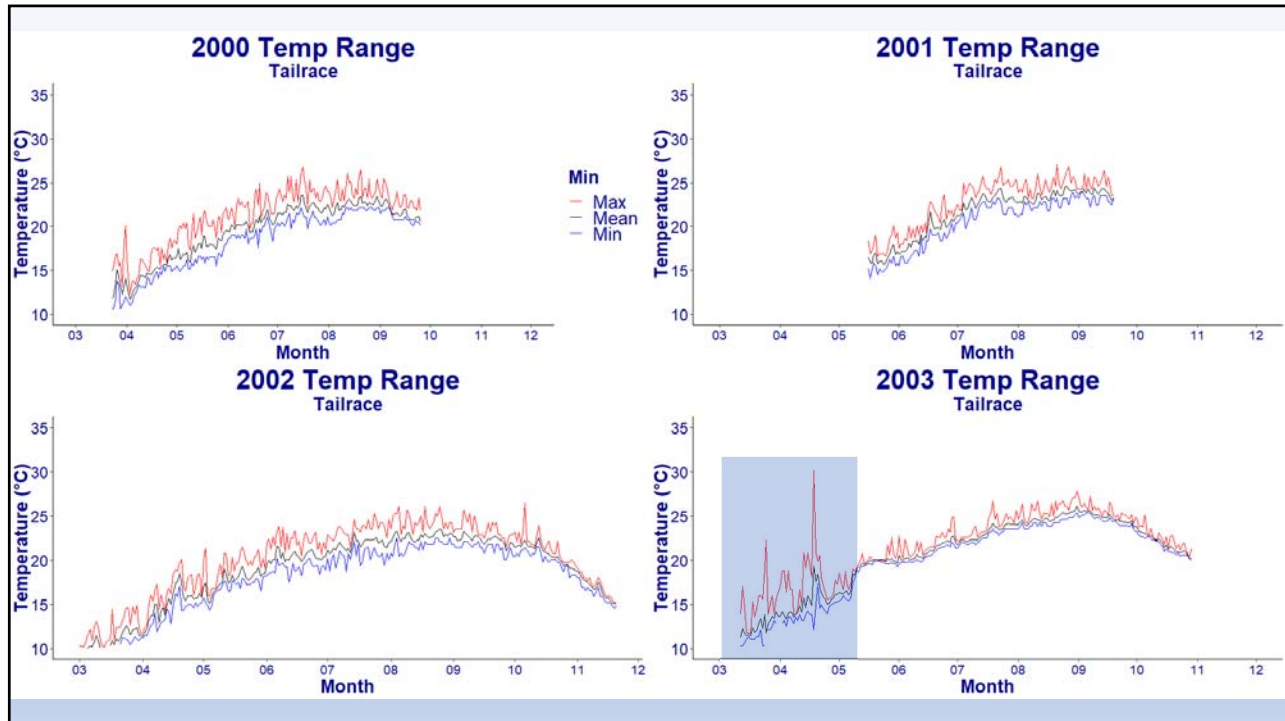 2000 Temp Range
Tailrace
Temperature (°C)
35
30
25
20
15
10
03 04 05 06 07 08 09 10 11 12
Month
Min
Max
Mean
Min
2001 Temp Range
Tailrace
Temperature (°C)
35
30
25
20
15
10
03 04 05 06 07 08 09 10 11 12
Month
2002 Temp Range
Tailrace
Temperature (°C)
35
30
25
20
15
10
03 04 05 06 07 08 09 10 11 12
Month
2003 Temp Range
Tailrace
Temperature (°C)
35
30
25
20
15
10
03 04 05 06 07 08 09 10 11 12
Month